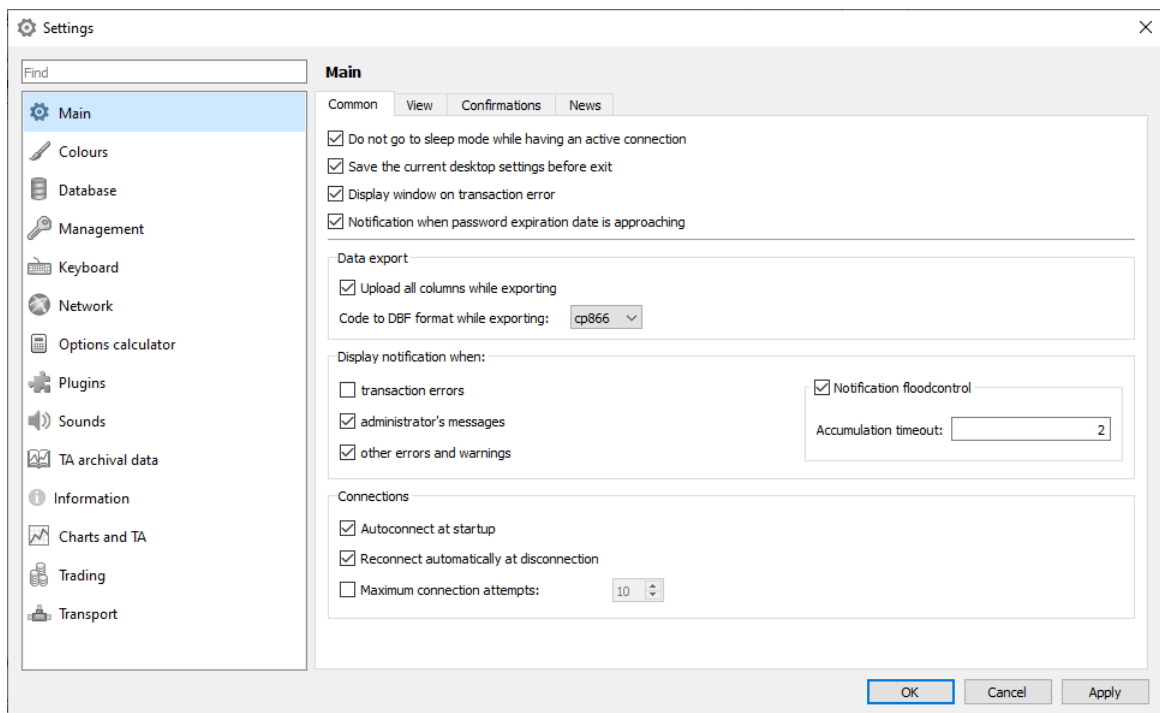 Settings
Find
Main
Colours
Database
Management
Keyboard
Network
Options calculator
Plugins
Sounds
TA archival data
Information
Charts and TA
Trading
Transport
Main
Common View Confirmations News
Do not go to sleep mode while having an active connection
Save the current desktop settings before exit
Display window on transaction error
Notification when password expiration date is approaching
Data export
Upload all columns while exporting
Code to DBF format while exporting: cp866
Display notification when:
transaction errors
administrator's messages
other errors and warnings
Notification floodcontrol
Accumulation timeout: 2
Connections
Autoconnect at startup
Reconnect automatically at disconnection
Maximum connection attempts: 10
OK Cancel Apply